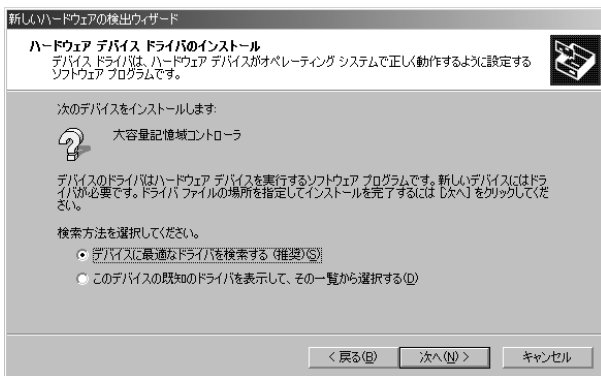 新しいハードウェアの検出ウィザード
ハードウェア デバイス ドライバのインストール
デバイス ドライバは、ハードウェア デバイスがオペレーティング システムで正しく動作するように設定する
ソフトウェア プログラムです。
次のデバイスをインストールします:
大容量記憶域コントローラ
デバイスのドライバはハードウェア デバイスを実行するソフトウェア プログラムです。新しいデバイスにはドラ
イバが必要です。ドライバ ファイルの場所を指定してインストールを完了するには [次へ] をクリックしてくだ
さい。
検索方法を選択してください。
デバイスに最適なドライバを検索する (推奨)(S)
このデバイスの既知のドライバを表示して、その一覧から選択する(D)
< 戻る(B) 次へ(N) > キャンセル